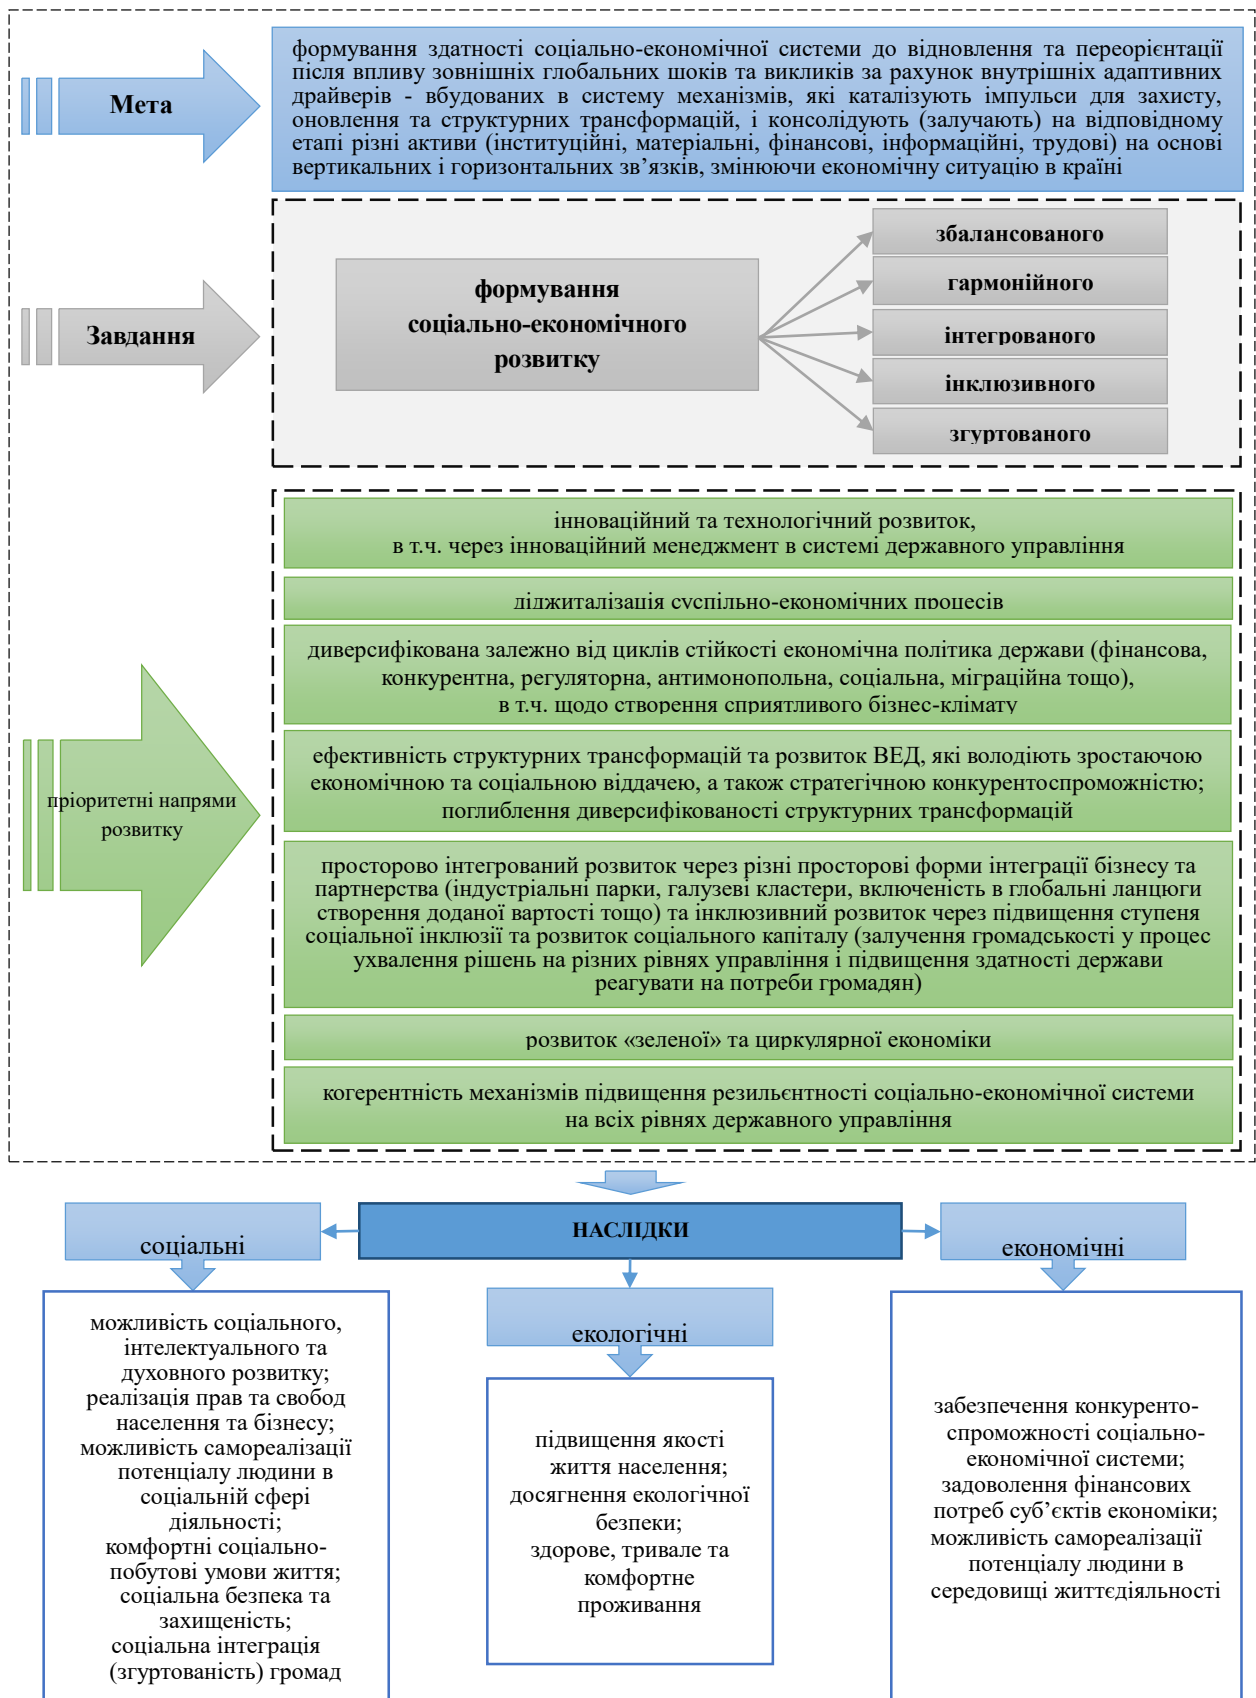 Мета
формування здатності соціально-економічної системи до відновлення та переорієнтації
після впливу зовнішніх глобальних шоків та викликів за рахунок внутрішніх адаптивних
драйверів - вбудованих в систему механізмів, які каталізують імпульси для захисту,
оновлення та структурних трансформацій, і консолідують (залучають) на відповідному
етапі різні активи (інституційні, матеріальні, фінансові, інформаційні, трудові) на основі
вертикальних і горизонтальних зв’язків, змінюючи економічну ситуацію в країні
Завдання
формування
соціально-економічного
розвитку
збалансованого
гармонійного
інтегрованого
інклюзивного
згуртованого
пріоритетні напрями
розвитку
інноваційний та технологічний розвиток,
в т.ч. через інноваційний менеджмент в системі державного управління
діджиталізація суспільно-економічних процесів
диверсифікована залежно від циклів стійкості економічна політика держави (фінансова,
конкурентна, регуляторна, антимонопольна, соціальна, міграційна тощо),
в т.ч. щодо створення сприятливого бізнес-клімату
ефективність структурних трансформацій та розвиток ВЕД, які володіють зростаючою
економічною та соціальною віддачею, а також стратегічною конкурентоспроможністю;
поглиблення диверсифікованості структурних трансформацій
просторово інтегрований розвиток через різні просторові форми інтеграції бізнесу та
партнерства (індустріальні парки, галузеві кластери, включеність в глобальні ланцюги
створення доданої вартості тощо) та інклюзивний розвиток через підвищення ступеня
соціальної інклюзії та розвиток соціального капіталу (залучення громадськості у процес
ухвалення рішень на різних рівнях управління і підвищення здатності держави
реагувати на потреби громадян)
розвиток «зеленої» та циркулярної економіки
когерентність механізмів підвищення резильєнтності соціально-економічної системи
на всіх рівнях державного управління
НАСЛІДКИ
соціальні
можливість соціального,
інтелектуального та
духовного розвитку;
реалізація прав та свобод
населення та бізнесу;
можливість самореалізації
потенціалу людини в
соціальній сфері
діяльності;
комфортні соціально-
побутові умови життя;
соціальна безпека та
захищеність;
соціальна інтеграція
(згуртованість) громад
екологічні
підвищення якості
життя населення;
досягнення екологічної
безпеки;
здорове, тривале та
комфортне
проживання
економічні
забезпечення конкуренто-
спроможності соціально-
економічної системи;
задоволення фінансових
потреб суб’єктів економіки;
можливість самореалізації
потенціалу людини в
середовищі життєдіяльності